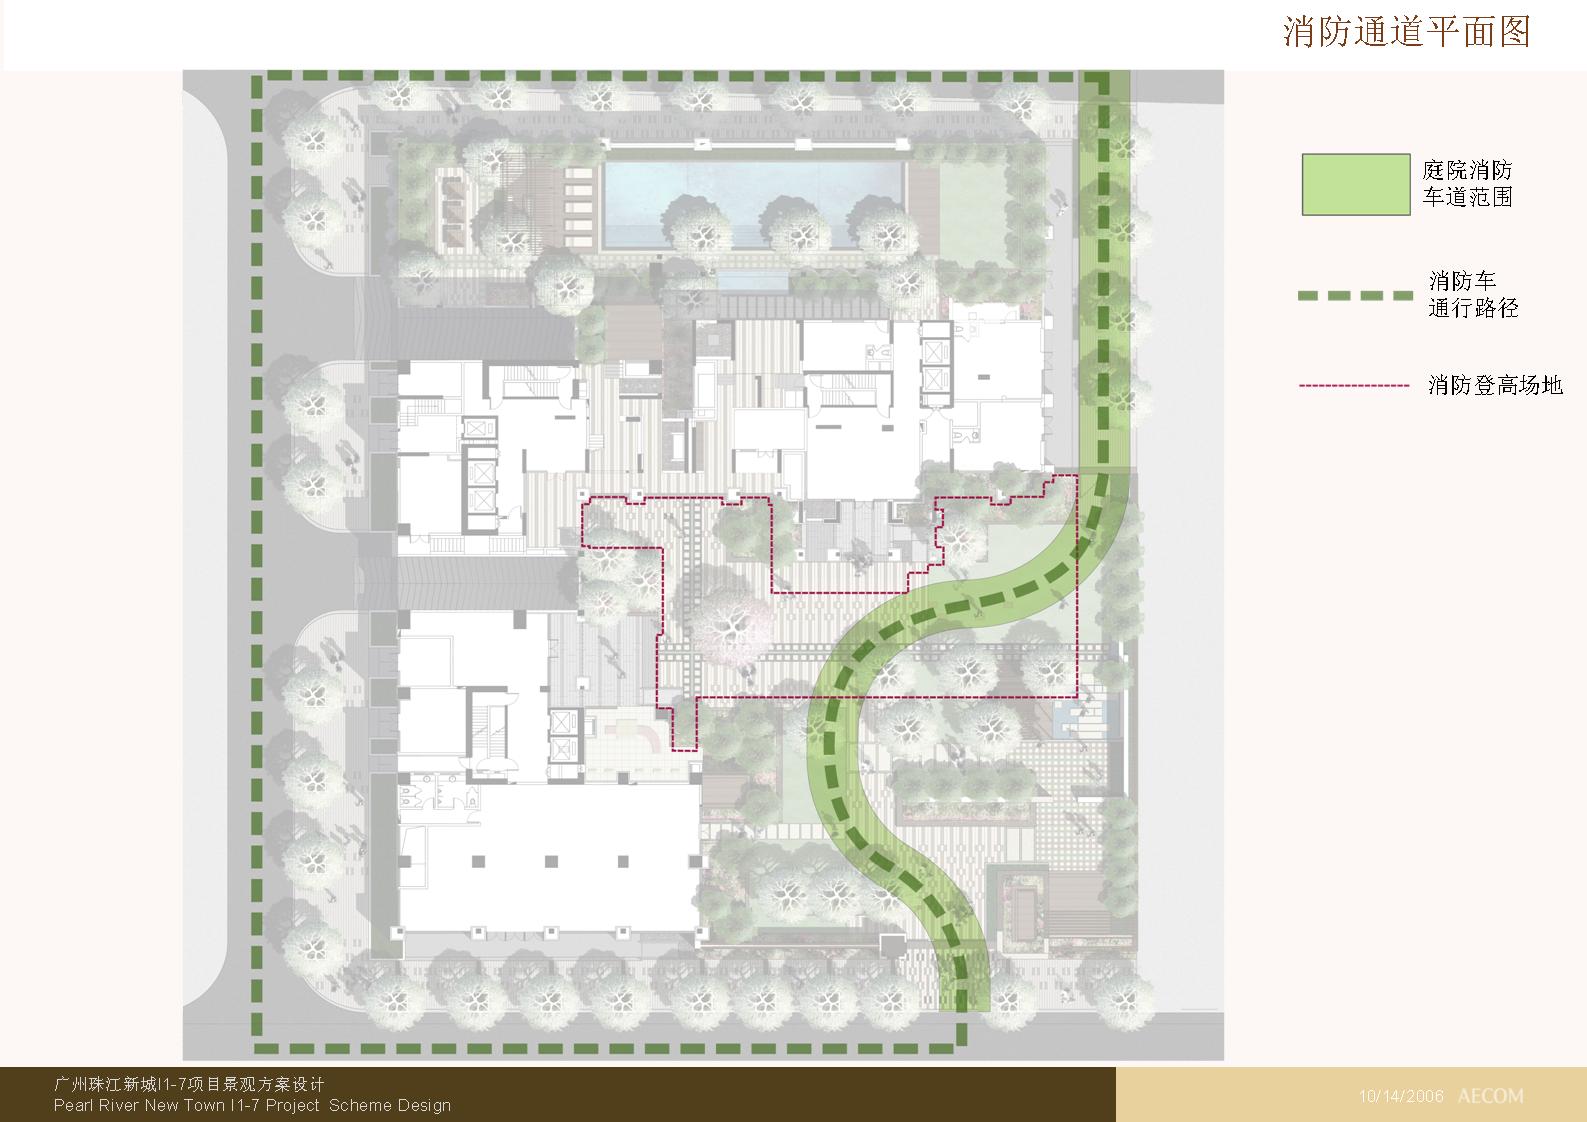 消防通道平面图
庭院消防
车道范围
消防车
通行路径
消防登高场地
广州珠江新城I1-7项目景观方案设计
Pearl River New Town I1-7 Project Scheme Design
10/14/2006 AECOM